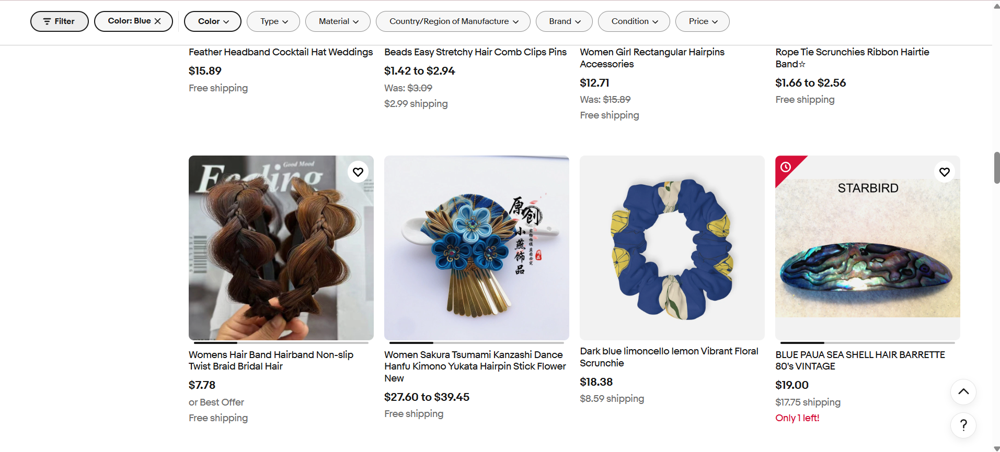 Filter
Color: Blue
Color
Type
Material
Country/Region of Manufacture
Brand
Condition
Price
Feather Headband Cocktail Hat Weddings
$15.89
Free shipping
Beads Easy Stretchy Hair Comb Clips Pins
$1.42 to $2.94
Was: $3.09
$2.99 shipping
Women Girl Rectangular Hairpins
Accessories
$12.71
Was: $15.89
Free shipping
Rope Tie Scrunchies Ribbon Hairtie
Band☆
$1.66 to $2.56
Free shipping
Good Mood
Feeling
Womens Hair Band Hairband Non-slip
Twist Braid Bridal Hair
$7.78
or Best Offer
Free shipping
原创
小燕饰品
Women Sakura Tsumami Kanzashi Dance
Hanfu Kimono Yukata Hairpin Stick Flower
New
$27.60 to $39.45
Free shipping
Dark blue limoncello lemon Vibrant Floral
Scrunchie
$18.38
$8.59 shipping
STARBIRD
BLUE PAUA SEA SHELL HAIR BARRETTE
80's VINTAGE
$19.00
$17.75 shipping
Only 1 left!
?